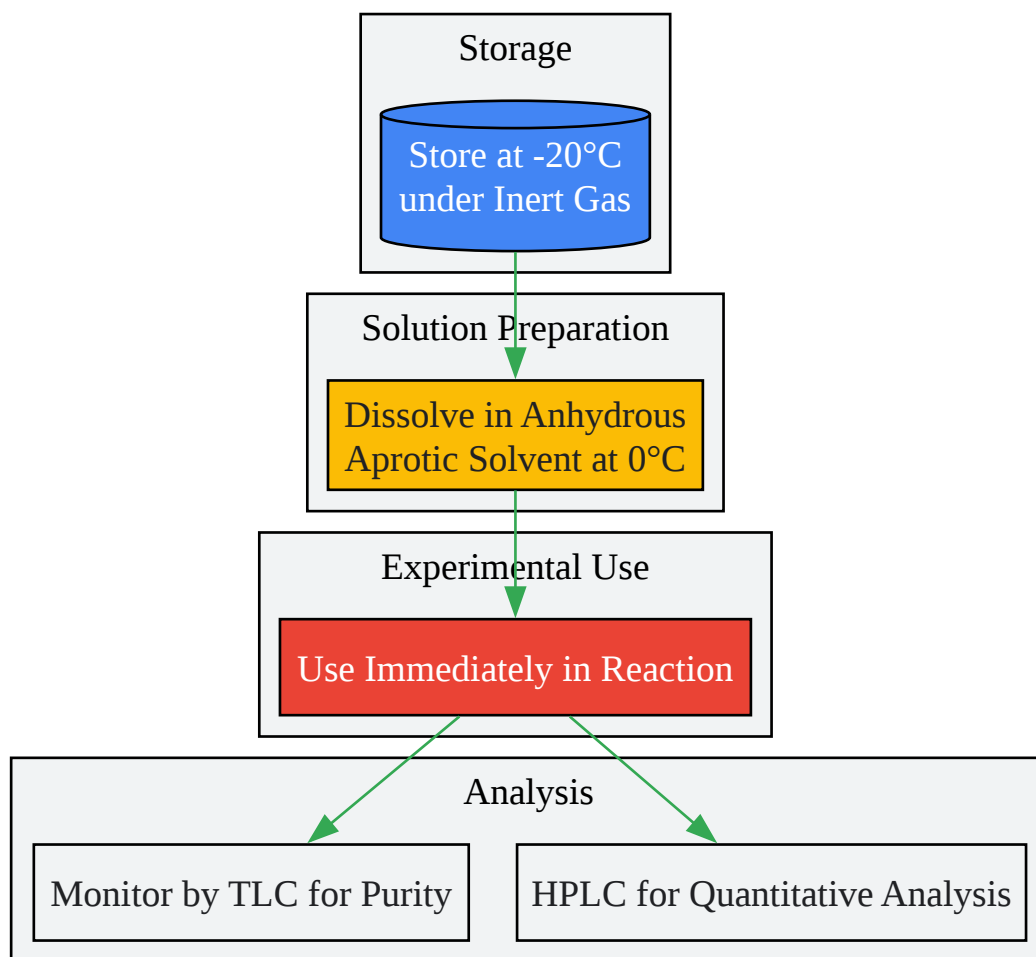 Storage
Store at -20°C
under Inert Gas
Solution Preparation
Dissolve in Anhydrous
Aprotic Solvent at 0°C
Experimental Use
Use Immediately in Reaction
Analysis
Monitor by TLC for Purity
HPLC for Quantitative Analysis